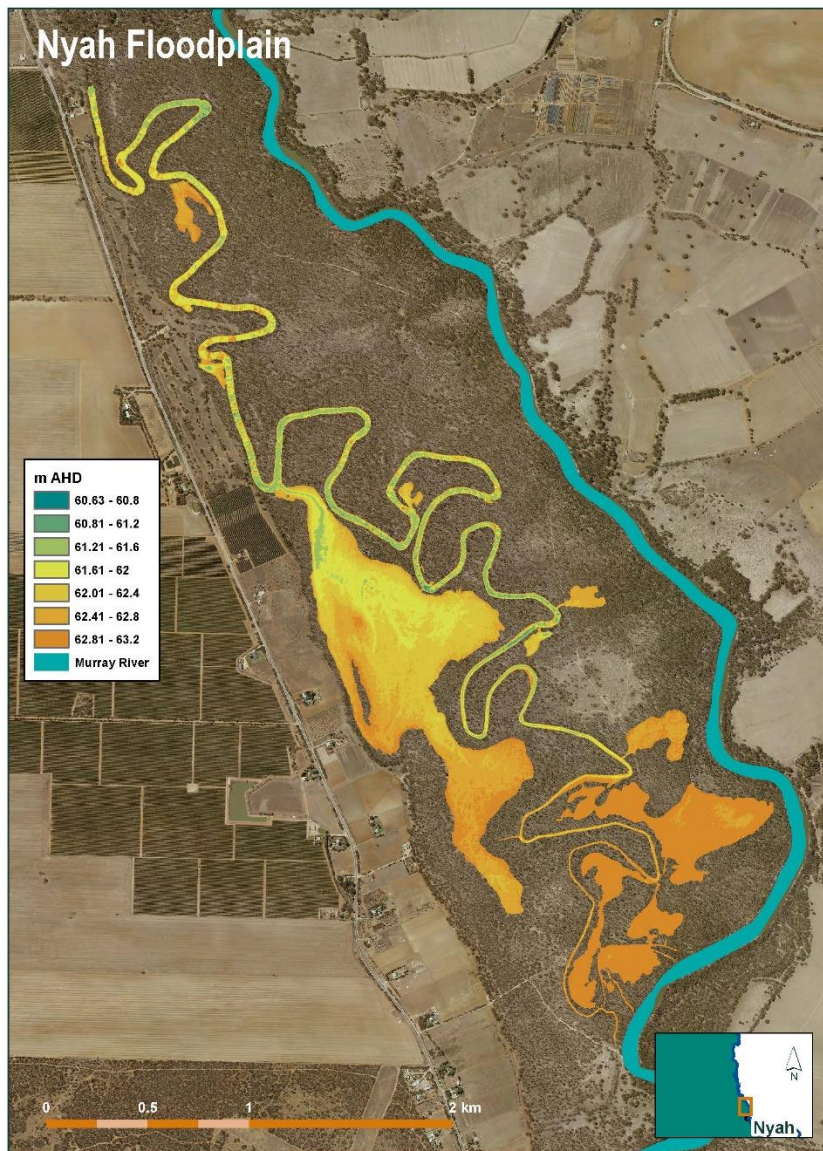 Nyah Floodplain
m AHD
60.63 - 60.8
60.81 - 61.2
61.21 - 61.6
61.61 - 62
62.01 - 62.4
62.41 - 62.8
62.81 - 63.2
Murray River
0 0.5 1 2 km
N
Nyah